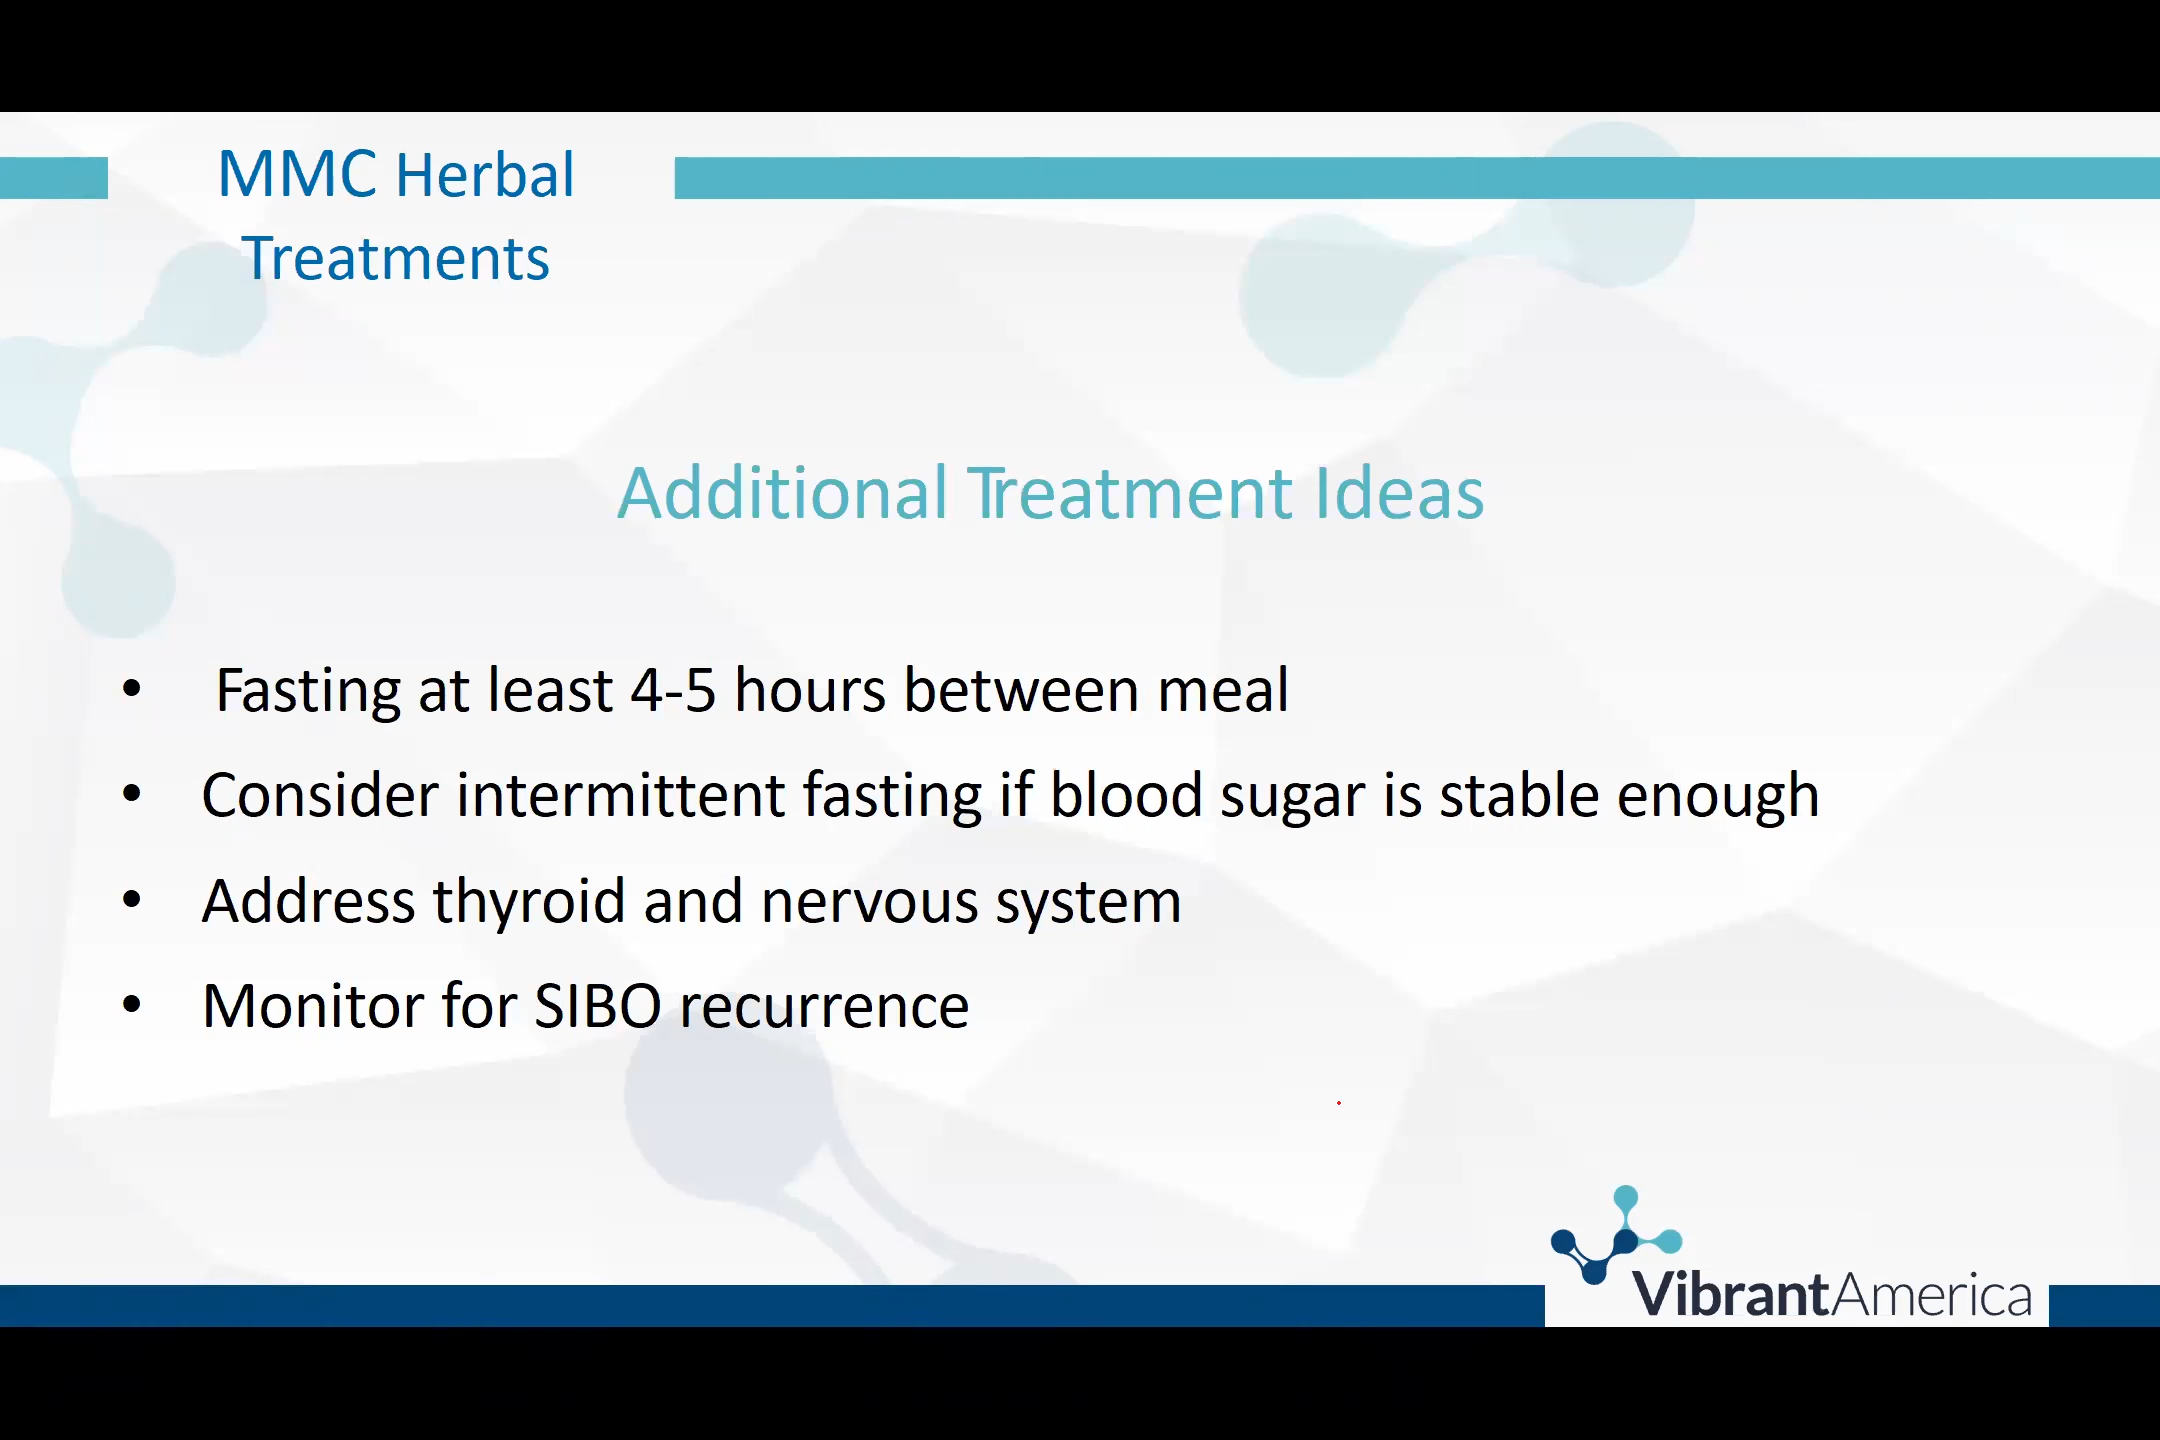 MMC Herbal
Treatments
Additional Treatment Ideas
• Fasting at least 4-5 hours between meal
• Consider intermittent fasting if blood sugar is stable enough
• Address thyroid and nervous system
• Monitor for SIBO recurrence
VibrantAmerica